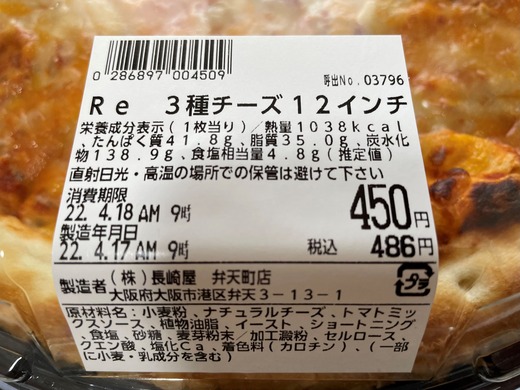 0 286897 004509
呼出No. 03796
Re 3種チーズ12インチ
栄養成分表示(1枚当り)/熱量1038kcal
、たんぱく質41.8g、脂質35.0g、炭水化
物138.9g、食塩相当量4.8g(推定値)
直射日光・高温の場所での保管は避けて下さい
消費期限
22. 4.18 AM 9時
450円
製造年月日
22. 4.17 AM 9時
税込 486円
製造者 (株)長崎屋 弁天町店
大阪府大阪市港区弁天3-13-1
プラ
原材料名:小麦粉、ナチュラルチーズ、トマトミッ
クスソース、植物油脂、イースト、ショートニング
、食塩、砂糖、麦芽粉末/加工澱粉、セルロース、
クエン酸、塩化Ca、着色料(カロチン)、(一部
に小麦・乳成分を含む)